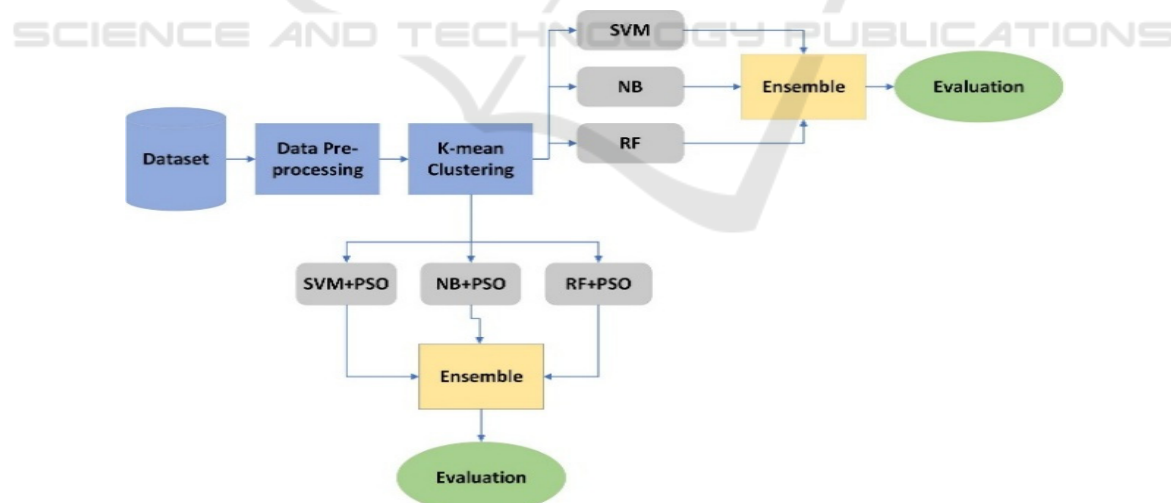 SCIENCE AND TECHNOLOGY PUBLICATIONS
SVM
NB
RF
Ensemble
Evaluation
Dataset
Data Pre-
processing
K-mean
Clustering
SVM+PSO
NB+PSO
RF+PSO
Ensemble
Evaluation